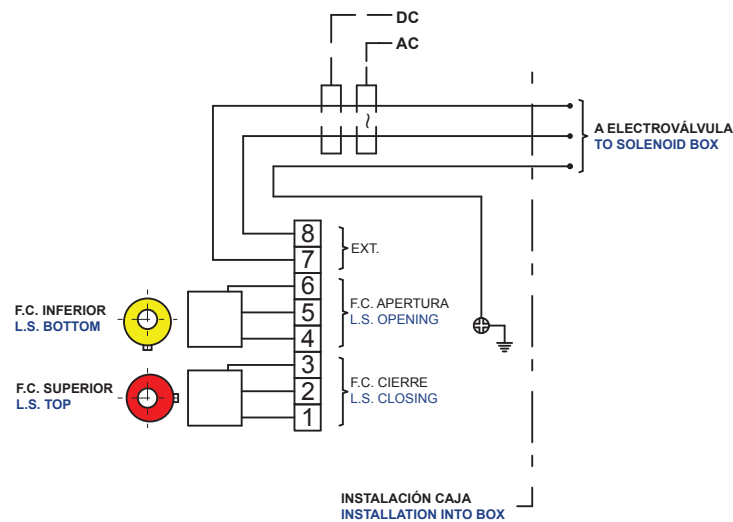 DC
AC
A ELECTROVÁLVULA
TO SOLENOID BOX
8
7
6
5
4
3
2
1
EXT.
F.C. INFERIOR
L.S. BOTTOM
F.C. APERTURA
L.S. OPENING
F.C. SUPERIOR
L.S. TOP
F.C. CIERRE
L.S. CLOSING
INSTALACIÓN CAJA
INSTALLATION INTO BOX